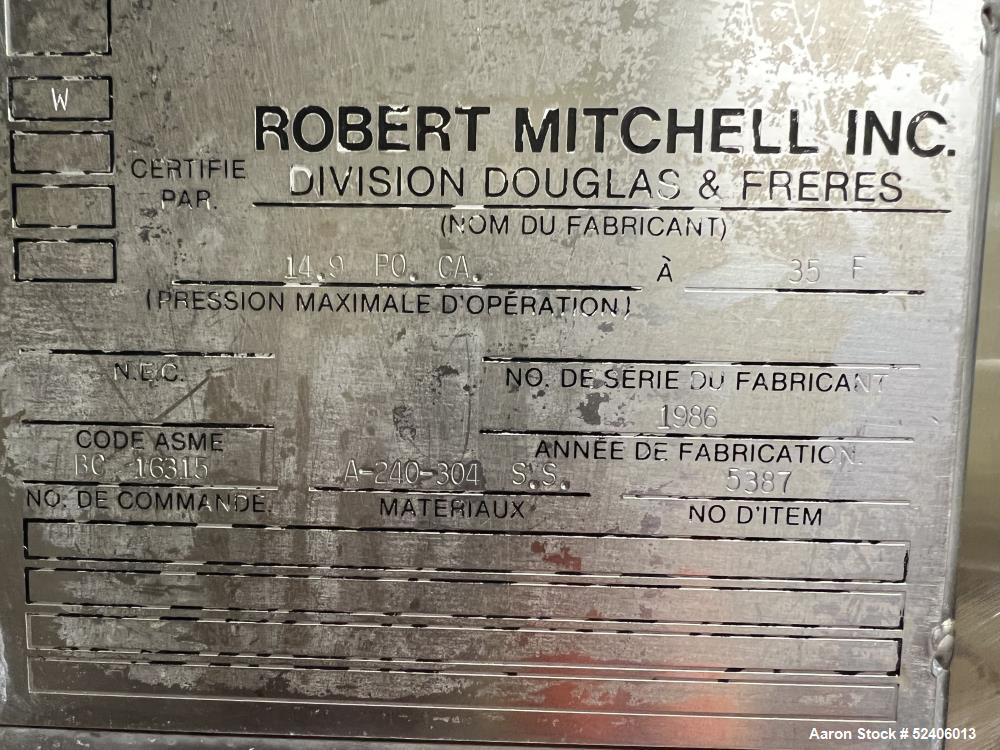 W
ROBERT MITCHELL INC.
CERTIFIE PAR.
DIVISION DOUGLAS & FRERES
(NOM DU FABRICANT)
14.9 PO. CA. À 35 F
(PRESSION MAXIMALE D'OPÉRATION)
N.E.C.
NO. DE SÉRIE DU FABRICANT
1986
CODE ASME
ANNÉE DE FABRICATION
BC 16315 A-240-304 S.S. 5387
NO. DE COMMANDE. MATERIAUX NO D'ITEM
Aaron Stock # 52406013